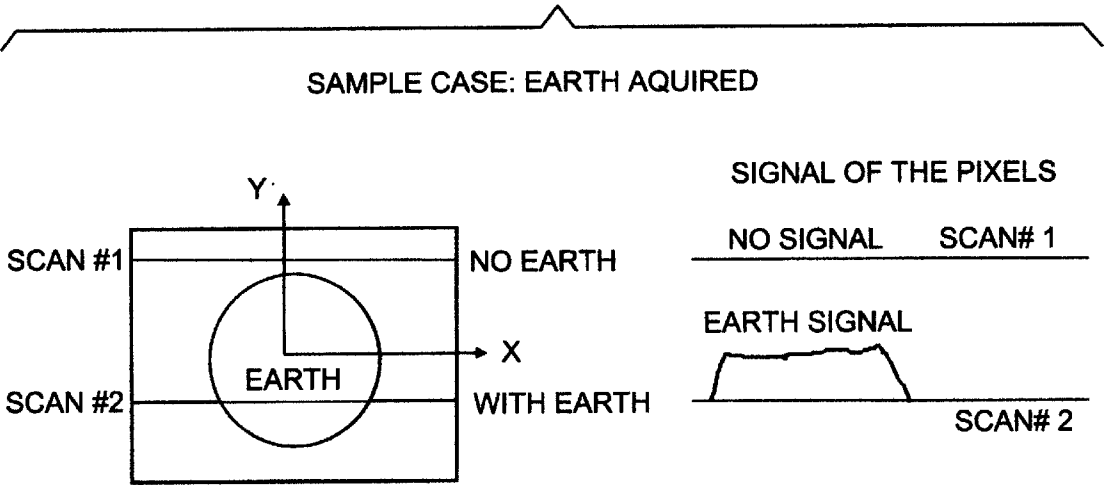 SAMPLE CASE: EARTH AQUIRED
Y
SCAN #1
NO EARTH
X
EARTH
SCAN #2
WITH EARTH
SIGNAL OF THE PIXELS
NO SIGNAL SCAN# 1
EARTH SIGNAL
SCAN# 2